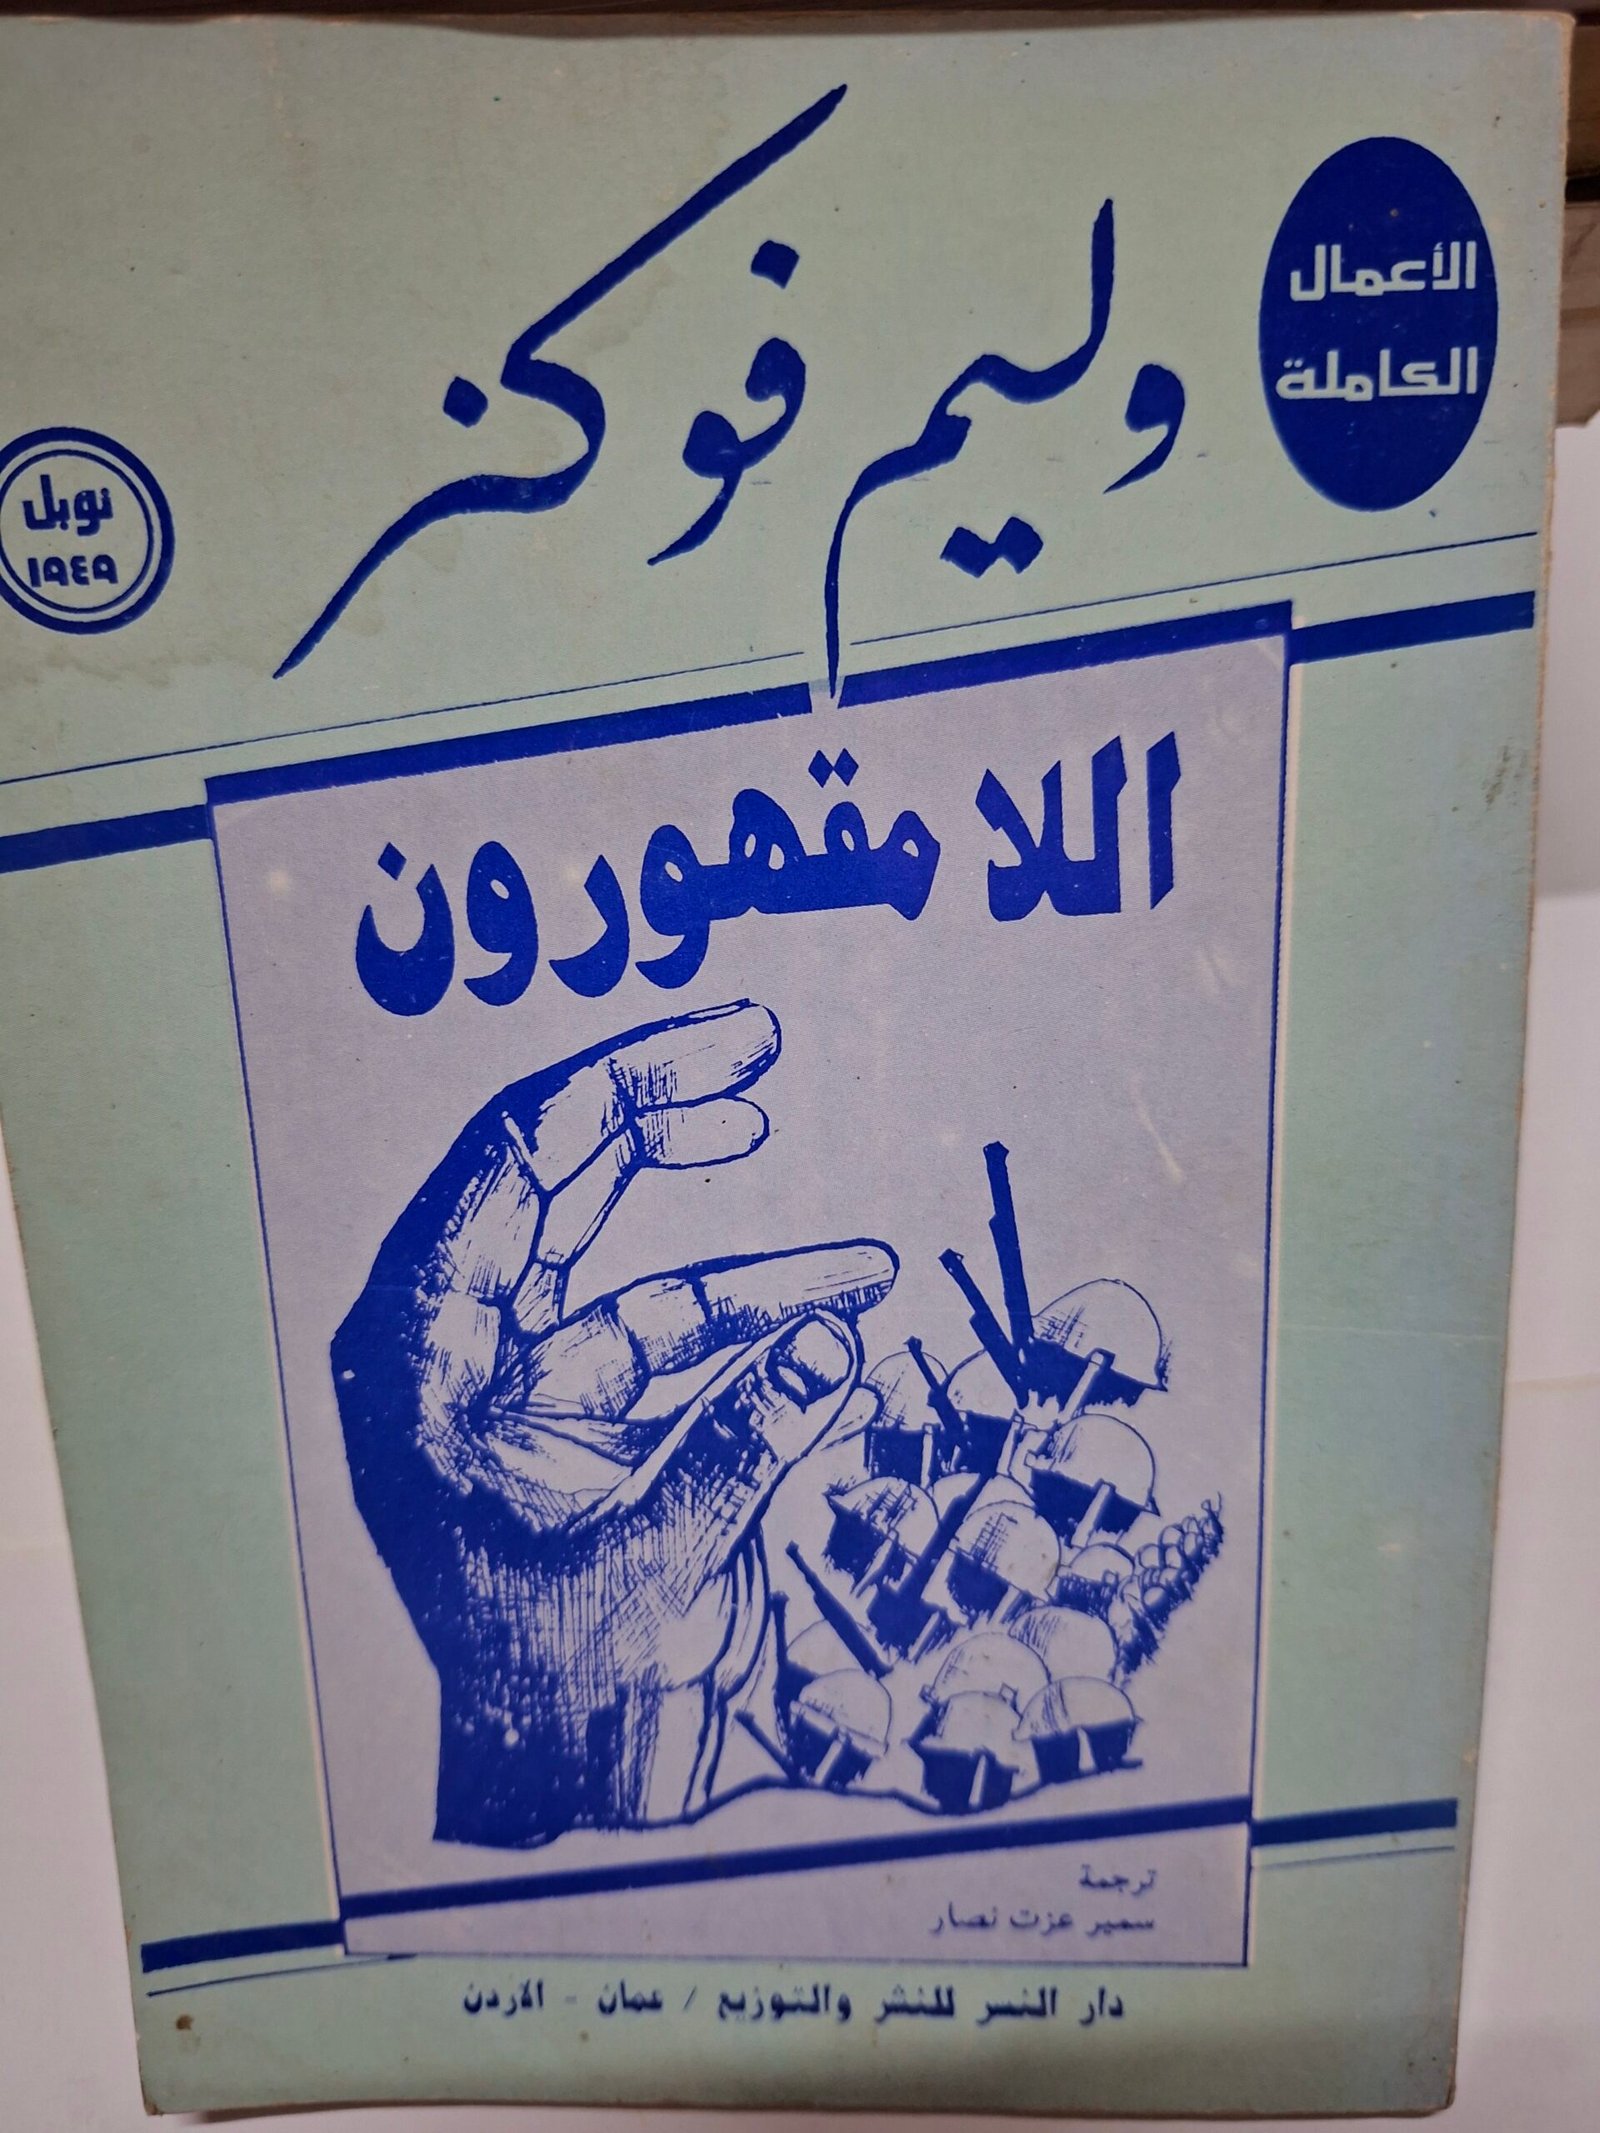 الأعمال
الكاملة
وليم فوكنر
نوبل
١٩٤٩
اللا مقهورون
ترجمة
سمير عزت نصار
دار النسر للنشر والتوزيع / عمان - الأردن